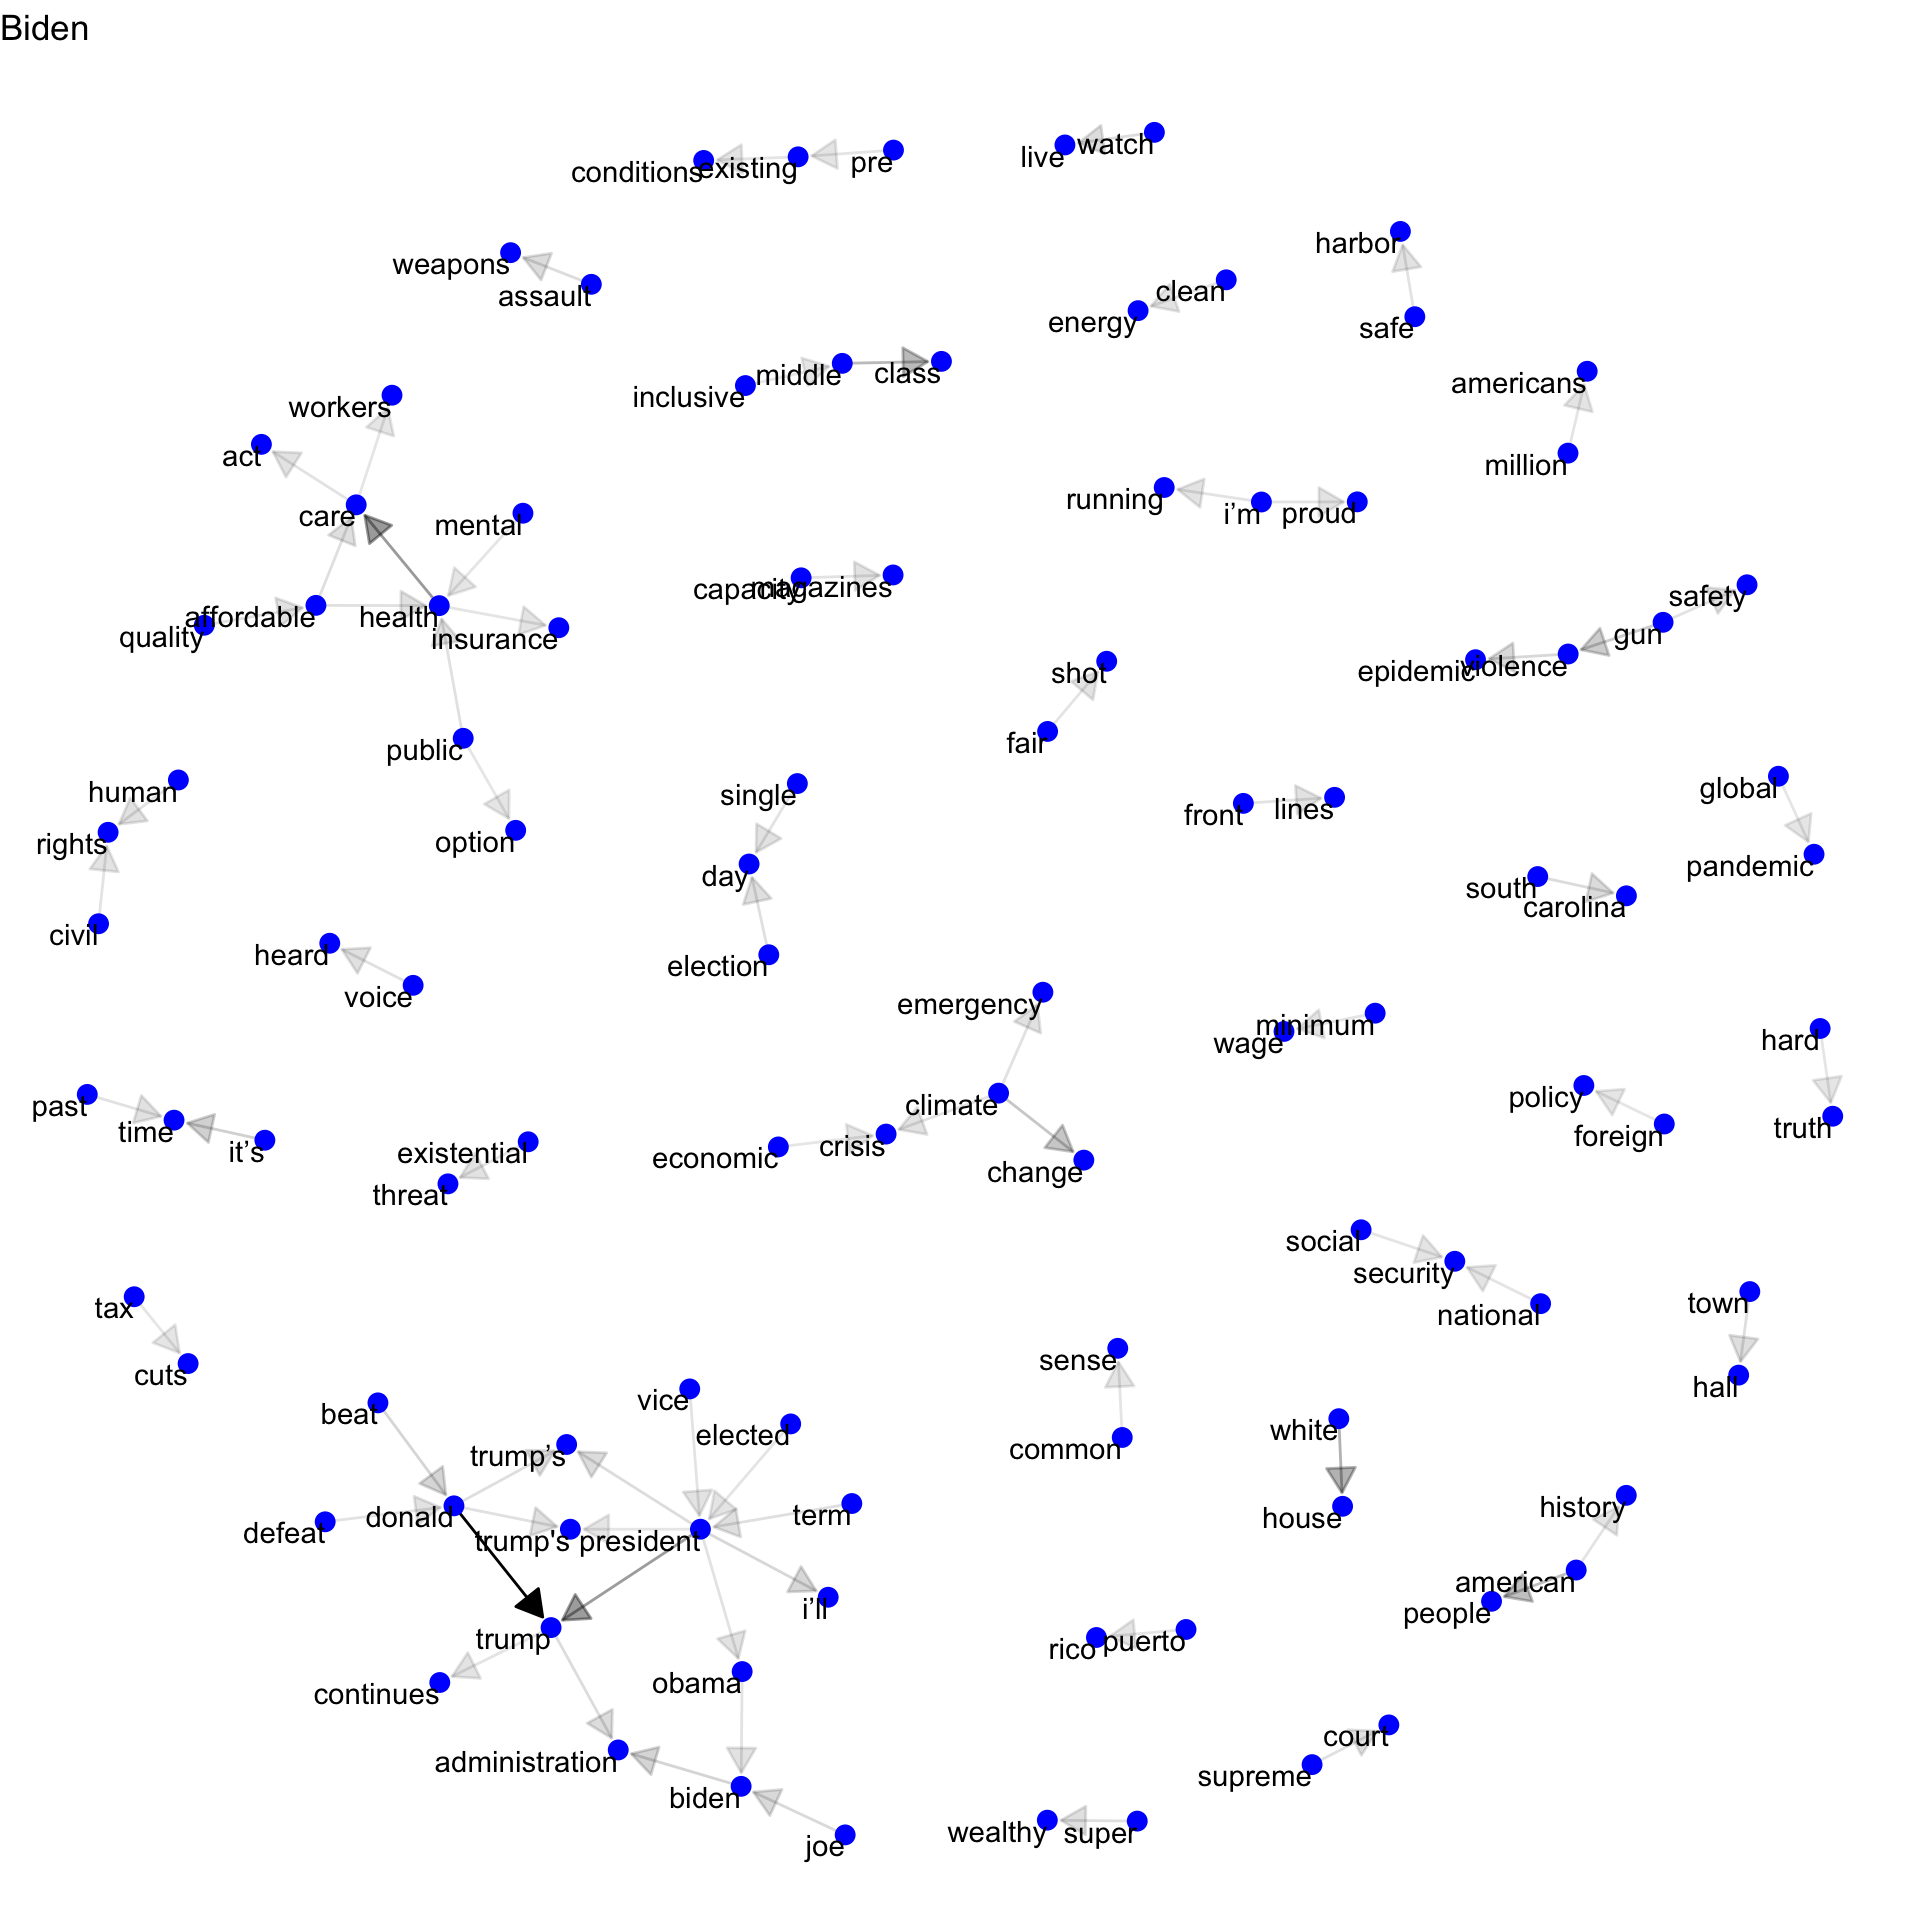 Biden
conditions
existing
pre
live
watch
weapons
assault
harbor
safe
clean
energy
inclusive
middle
class
americans
million
workers
act
care
mental
affordable
health
quality
insurance
public
option
running
i’m
proud
capacity
magazines
safety
gun
epidemic
violence
shot
fair
human
rights
civil
single
day
election
front
lines
global
pandemic
south
carolina
heard
voice
emergency
climate
economic
crisis
change
minimum
wage
hard
truth
past
time
it’s
existential
threat
policy
foreign
social
security
national
town
hall
tax
cuts
beat
vice
elected
trump’s
donald
defeat
trump's
president
term
i’ll
trump
continues
obama
administration
biden
joe
sense
common
white
house
history
american
people
rico
puerto
court
supreme
wealthy
super